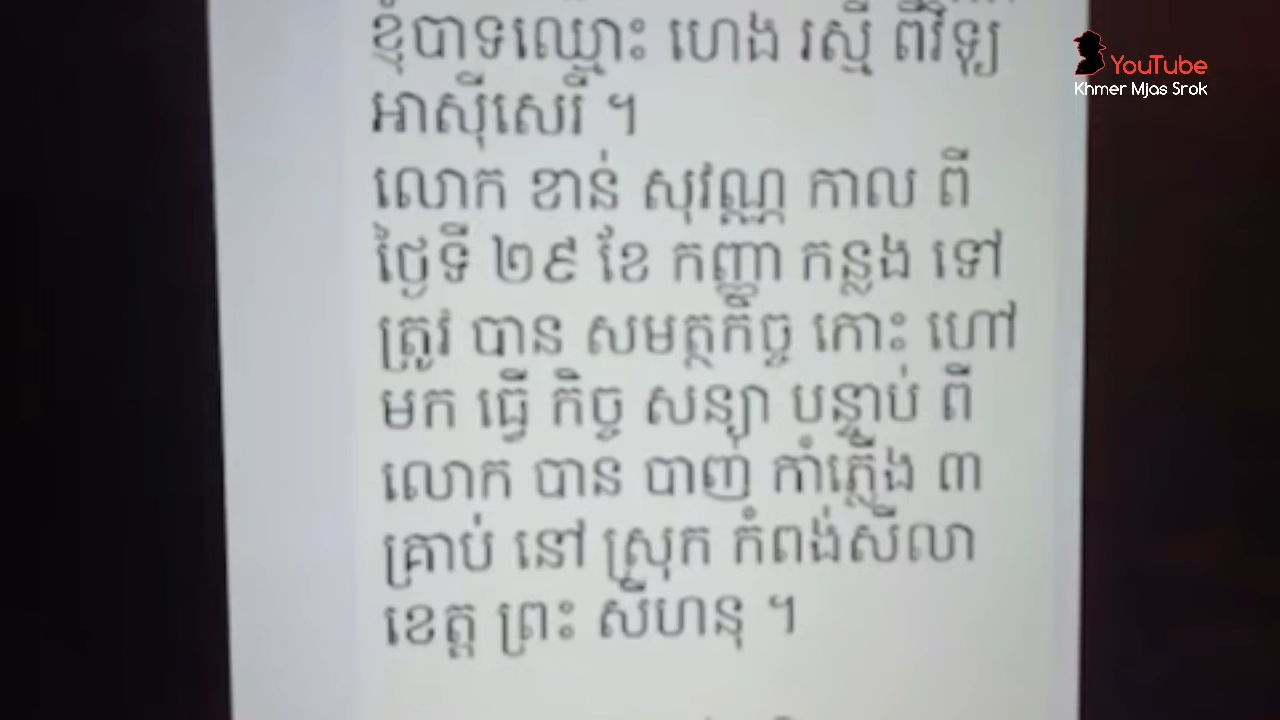 ខ្ញុំបាទឈ្មោះ ហេង រស្មី ពីវិទ្យុ
អាស៊ីសេរី ។
លោក ខាន់ សុវណ្ណ កាល ពី
ថ្ងៃទី ២៩ ខែ កញ្ញា កន្លង ទៅ
ត្រូវ បាន សមត្ថកិច្ច កោះ ហៅ
មក ធ្វើ កិច្ច សន្យា បន្ទាប់ ពី
លោក បាន បាញ់ កាំភ្លើង ៣
គ្រាប់ នៅ ស្រុក កំពង់សីលា
ខេត្ត ព្រះ សីហនុ ។
YouTube
Khmer Mjas Srok